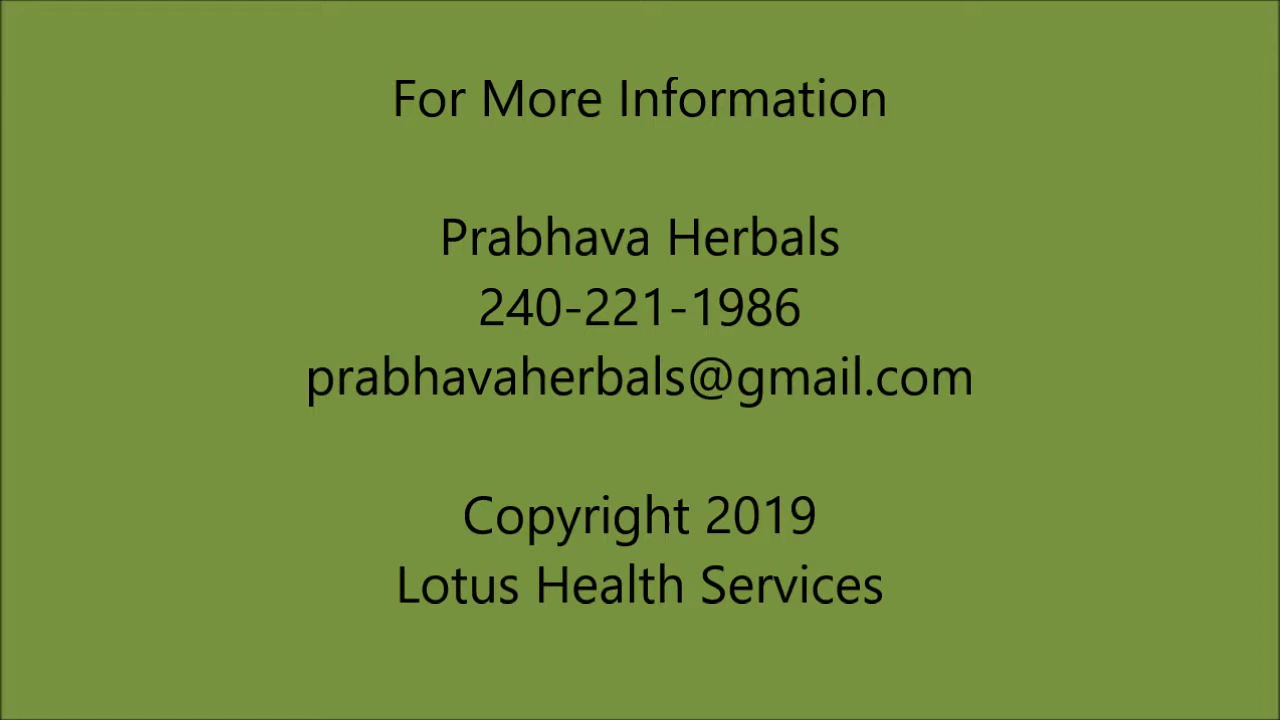 For More Information
Prabhava Herbals
240-221-1986
prabhavaherbals@gmail.com
Copyright 2019
Lotus Health Services